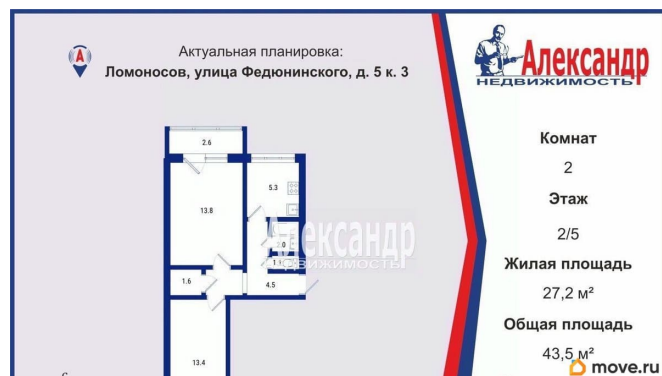 Актуальная планировка:
Ломоносов, улица Федюнинского, д. 5 к. 3
Александр
НЕДВИЖИМОСТЬ
Комнат
2
Этаж
2/5
Жилая площадь
27,2 м²
Общая площадь
43,5 м²
2.6
5.3
13.8
Александр
НЕДВИЖИМОСТЬ
1.6
4.5
13.4
move.ru